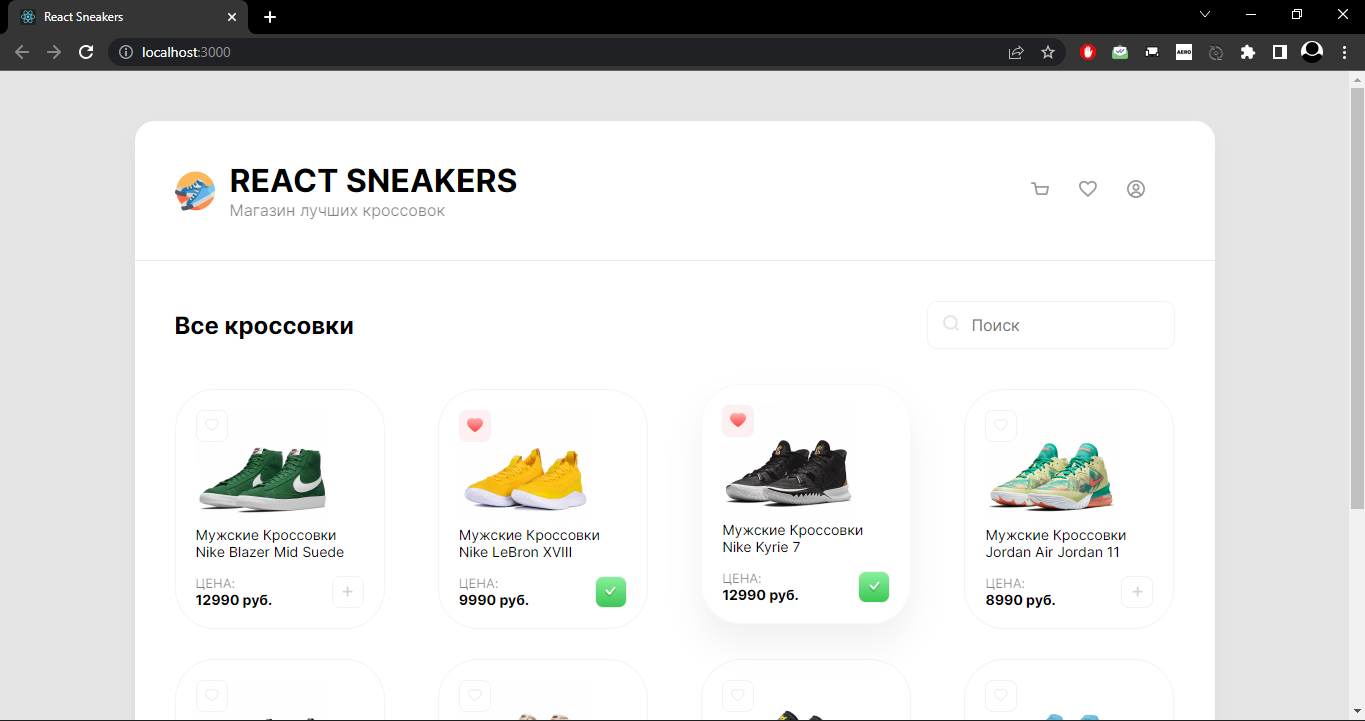 React Sneakers
localhost:3000
AERO
REACT SNEAKERS
Магазин лучших кроссовок
Все кроссовки
Поиск
Мужские Кроссовки
Nike Blazer Mid Suede
ЦЕНА:
12990 руб.
Мужские Кроссовки
Nike LeBron XVIII
ЦЕНА:
9990 руб.
Мужские Кроссовки
Nike Kyrie 7
ЦЕНА:
12990 руб.
Мужские Кроссовки
Jordan Air Jordan 11
ЦЕНА:
8990 руб.